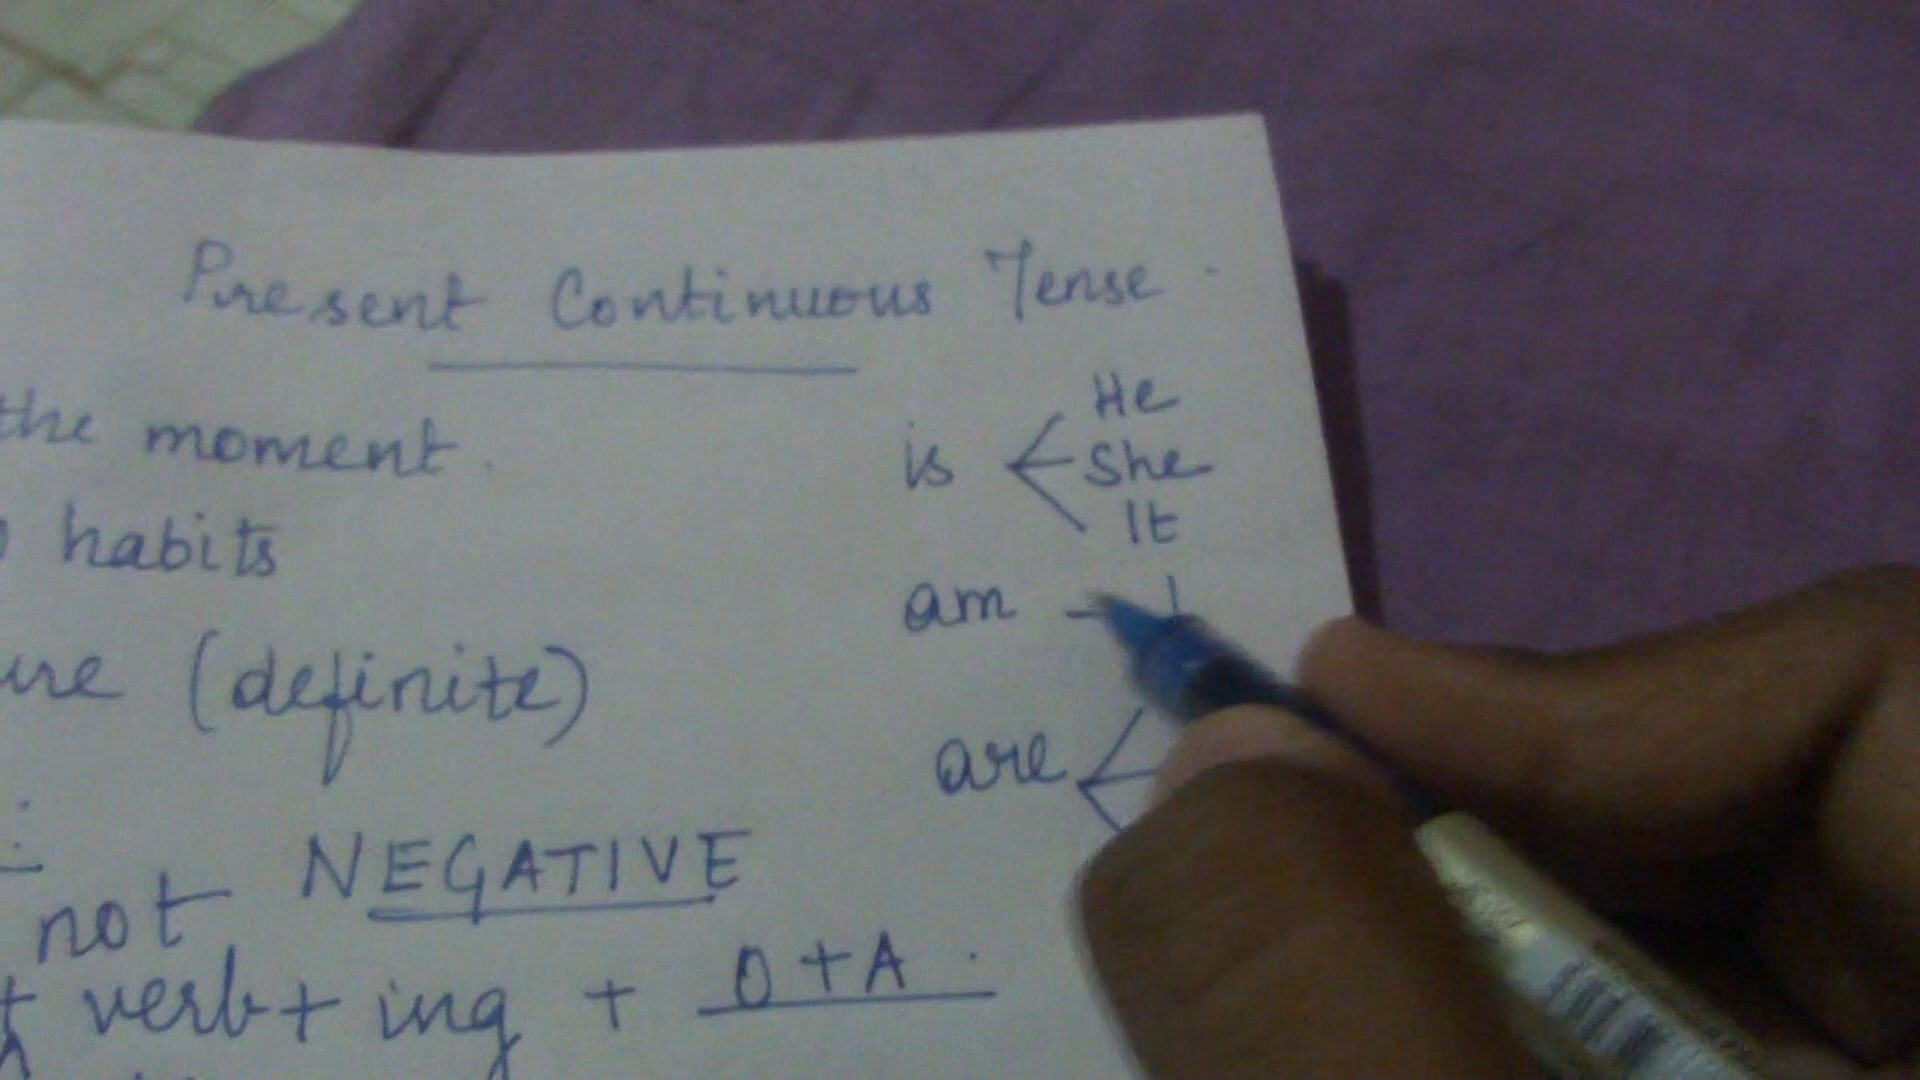 Present Continuous Tense
the moment.
is He
She
It
habits
am - I
(definite)
are
NEGATIVE
not
verb + ing + O + A.